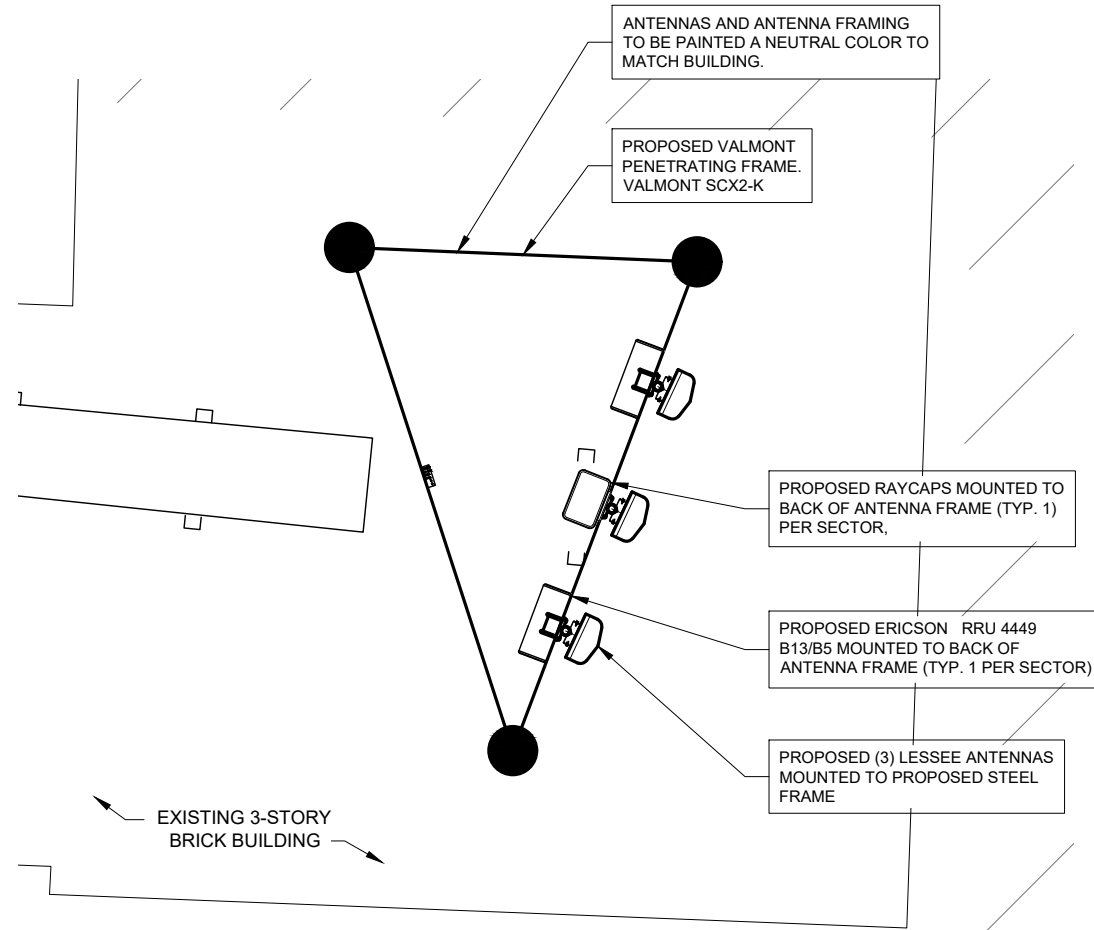 ANTENNAS AND ANTENNA FRAMING
TO BE PAINTED A NEUTRAL COLOR TO
MATCH BUILDING.
PROPOSED VALMONT
PENETRATING FRAME.
VALMONT SCX2-K
PROPOSED RAYCAPS MOUNTED TO
BACK OF ANTENNA FRAME (TYP. 1)
PER SECTOR,
PROPOSED ERICSON RRU 4449
B13/B5 MOUNTED TO BACK OF
ANTENNA FRAME (TYP. 1 PER SECTOR)
PROPOSED (3) LESSEE ANTENNAS
MOUNTED TO PROPOSED STEEL
FRAME
EXISTING 3-STORY
BRICK BUILDING